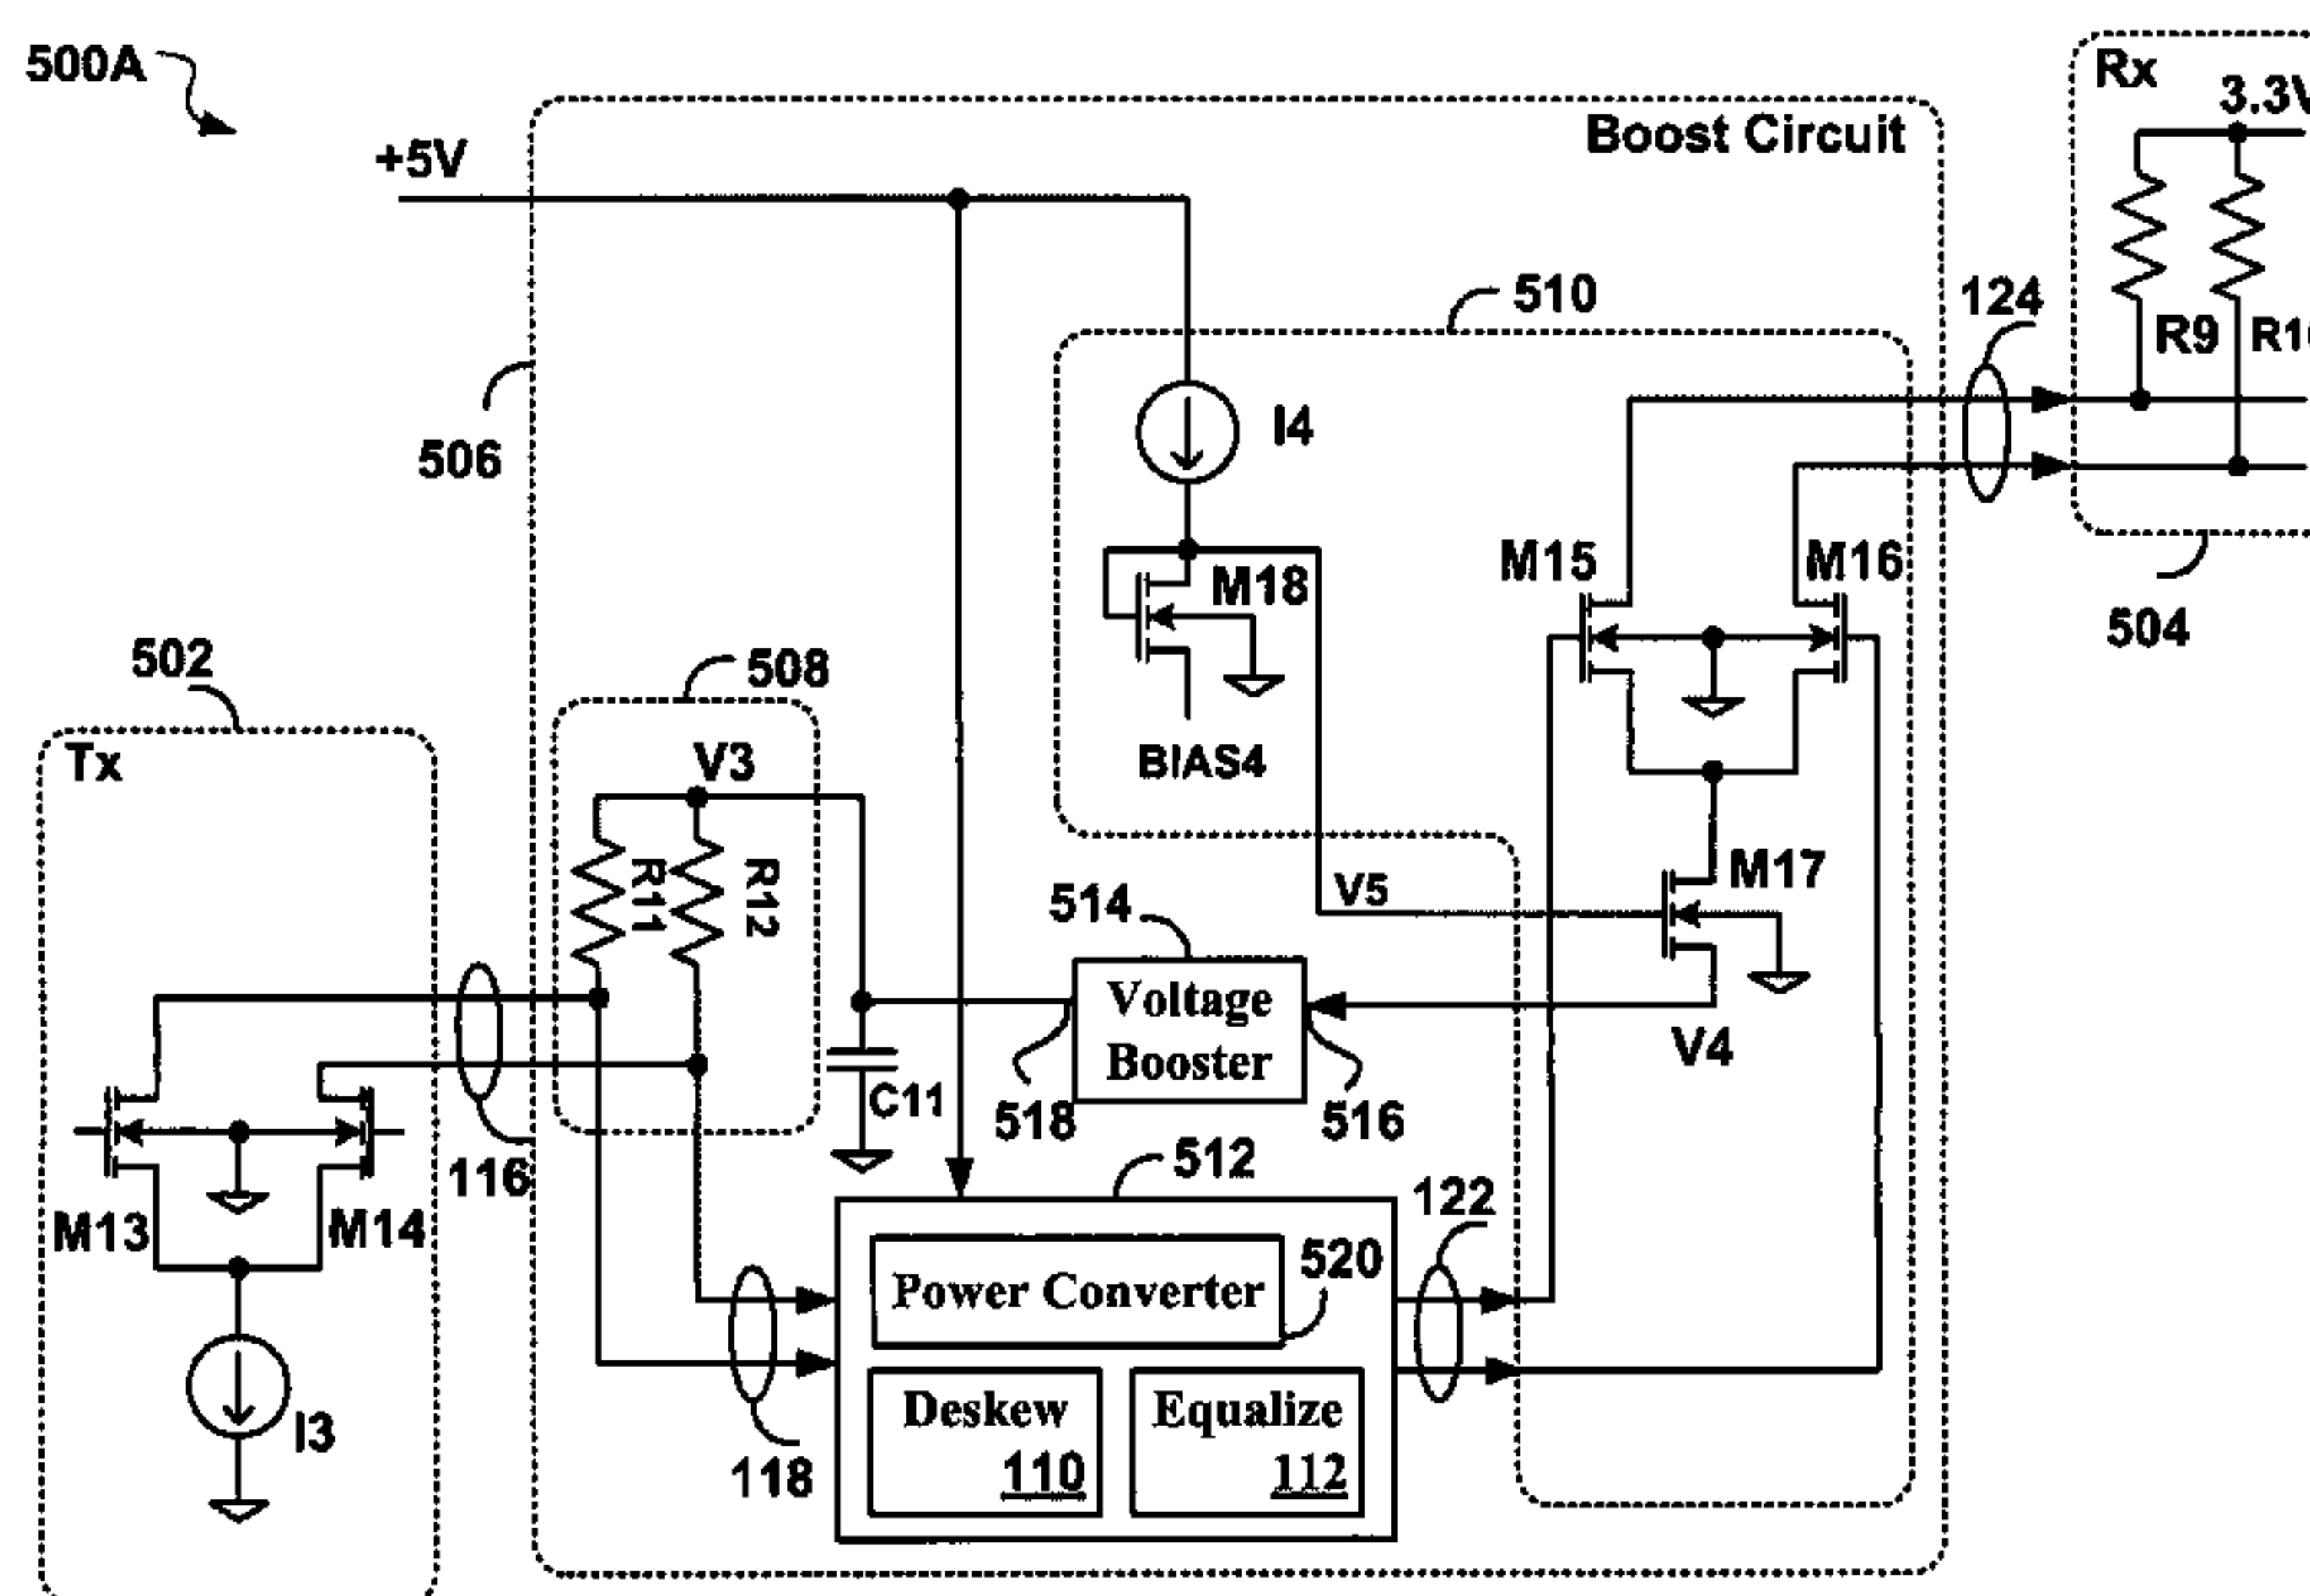 500A
Rx
3.3V
Boost Circuit
+5V
510
124
R9
R1
I4
506
M15
M16
M18
504
502
508
Tx
V3
BIAS4
R11
R12
M17
514
V5
Voltage
Booster
V4
C11
518
516
116
512
122
M13
M14
520
Power Converter
Deskew
110
Equalize
112
I3
118